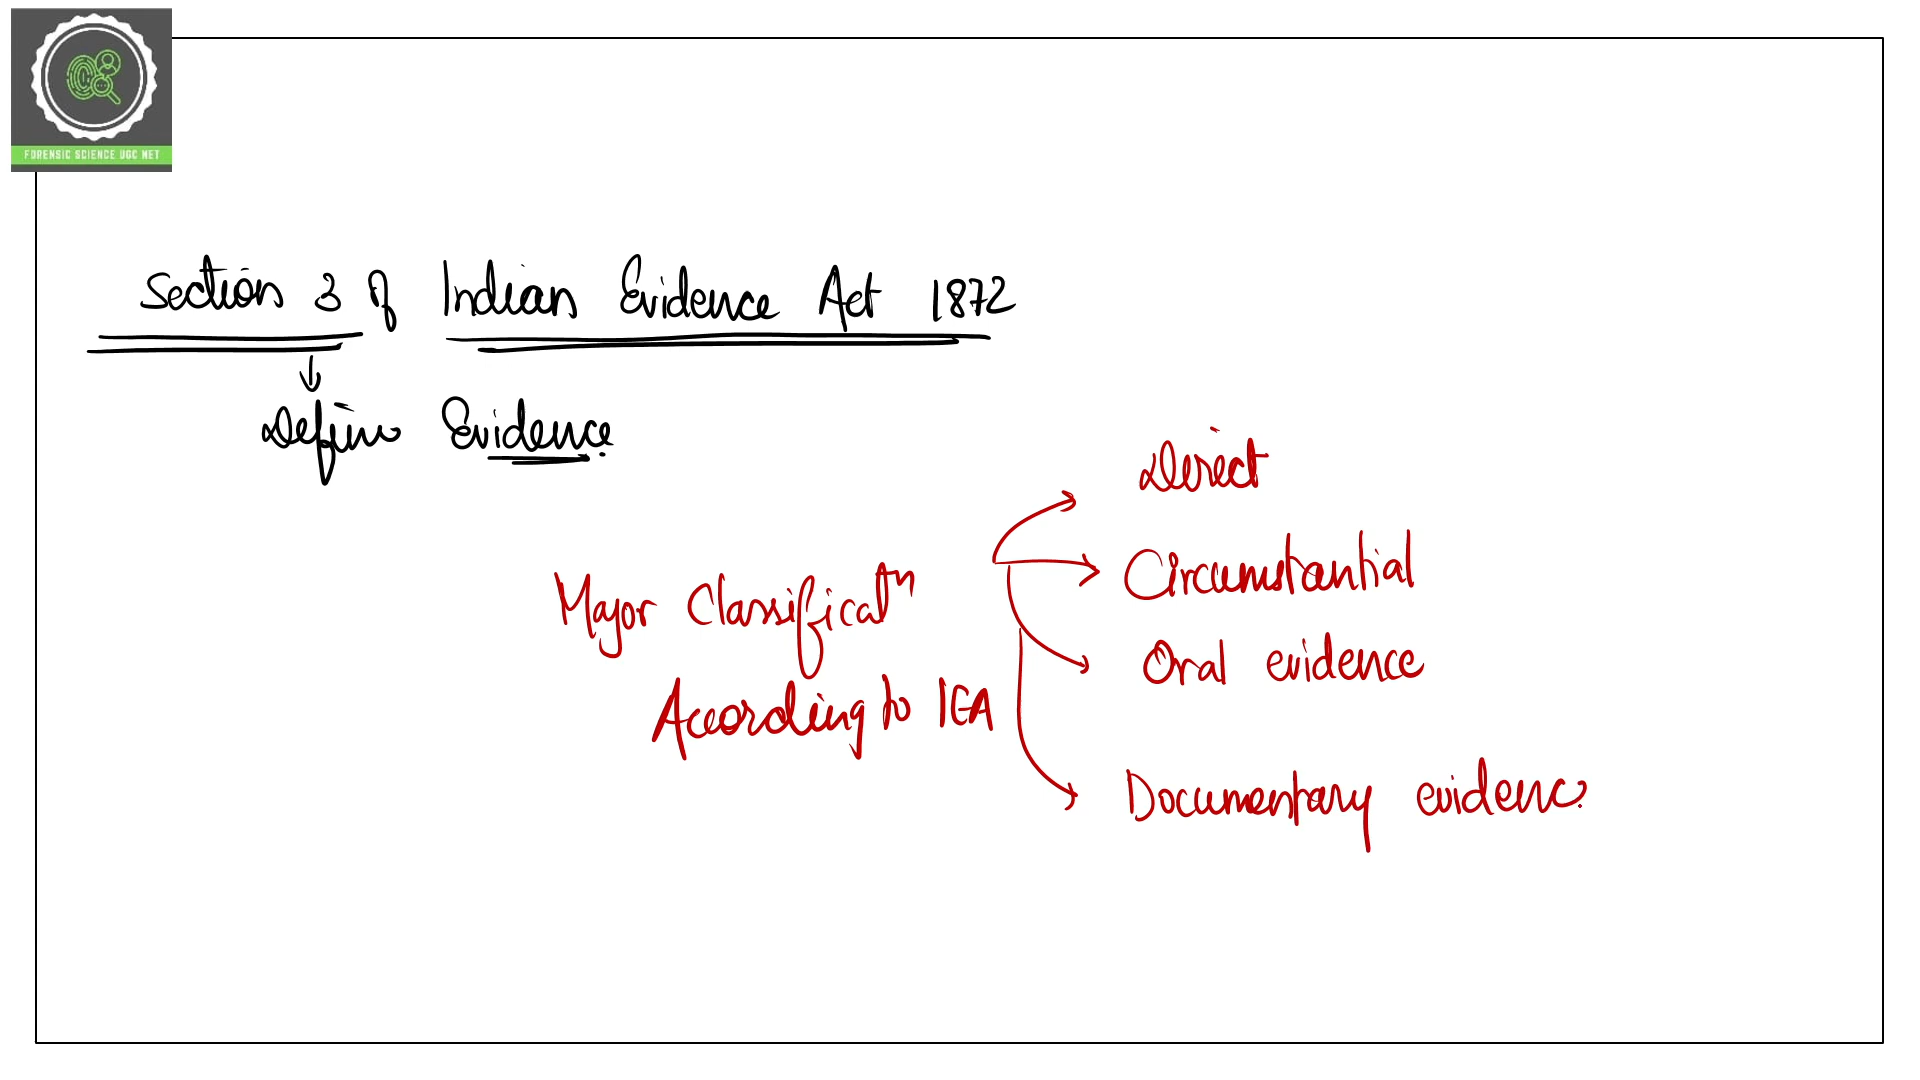 FORENSIC SCIENCE UGC NET
Section 3 of Indian Evidence Act 1872
↓
Define Evidence
Major Classificatⁿ
According to IEA
Direct
Circumstantial
Oral evidence
Documentary evidence